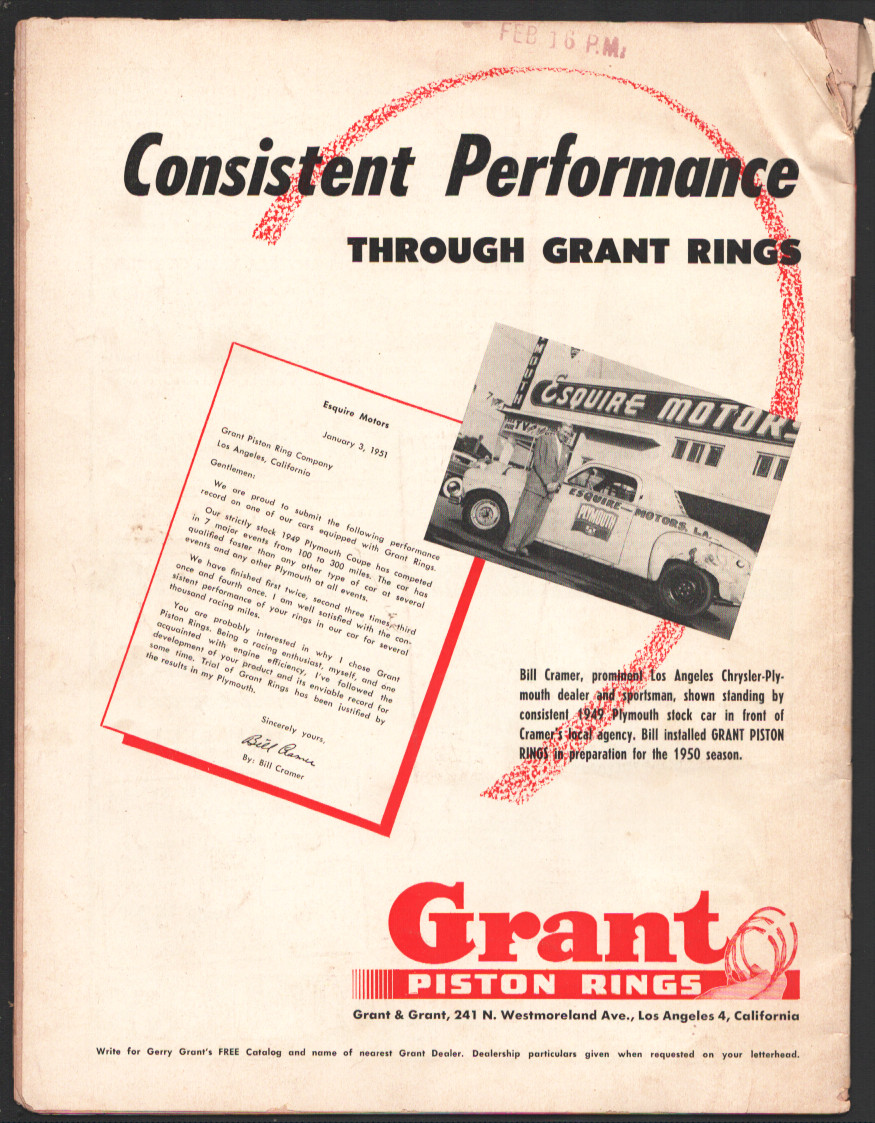 FEB 16 P.M.
Consistent Performance
THROUGH GRANT RINGS
Esquire Motors
January 3, 1951
Grant Piston Ring Company
Los Angeles, California
Gentlemen:
We are proud to submit the following performance
record on one of our cars equipped with Grant Rings.
Our strictly stock 1949 Plymouth Coupe has competed
in 7 major events from 100 to 300 miles. The car has
qualified faster than any other type of car at several
events and any other Plymouth at all events.
We have finished first twice, second three times, third
once and fourth once. I am well satisfied with the con-
sistent performance of your rings in our car for several
thousand racing miles.
You are probably interested in why I chose Grant
Piston Rings. Being a racing enthusiast, myself, and one
acquainted with engine efficiency, I've followed the
development of your product and its enviable record for
some time. Trial of Grant Rings has been justified by
the results in my Plymouth.
Sincerely yours,
Bill Cramer
By: Bill Cramer
ESQUIRE MOTORS
TV
ESQUIRE MOTORS, L.A.
PLYMOUTH
Bill Cramer, prominent Los Angeles Chrysler-Ply-
mouth dealer and sportsman, shown standing by
consistent 1949 Plymouth stock car in front of
Cramer's local agency. Bill installed GRANT PISTON
RINGS in preparation for the 1950 season.
Grant
PISTON RINGS
Grant & Grant, 241 N. Westmoreland Ave., Los Angeles 4, California
Write for Gerry Grant's FREE Catalog and name of nearest Grant Dealer. Dealership particulars given when requested on your letterhead.